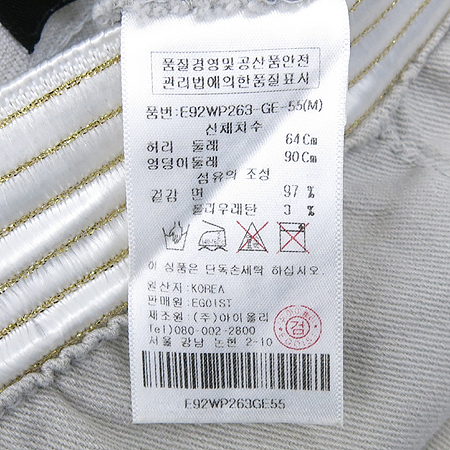 품질경영및공산품안전
관리법에의한품질표시
품번: E92WP263-GE-55(M)
신체치수
허리 둘레 64Cm
엉덩이둘레 90Cm
섬유의 조성
겉감 면 97 %
폴리우레탄 3 %
이 상품은 단독손세탁 하십시오.
원산지: KOREA
판매원: EGOIST
제조원: (주)아이올리
Tel) 080-002-2800
서울 강남 논현 2-10
검
E92WP263GE55